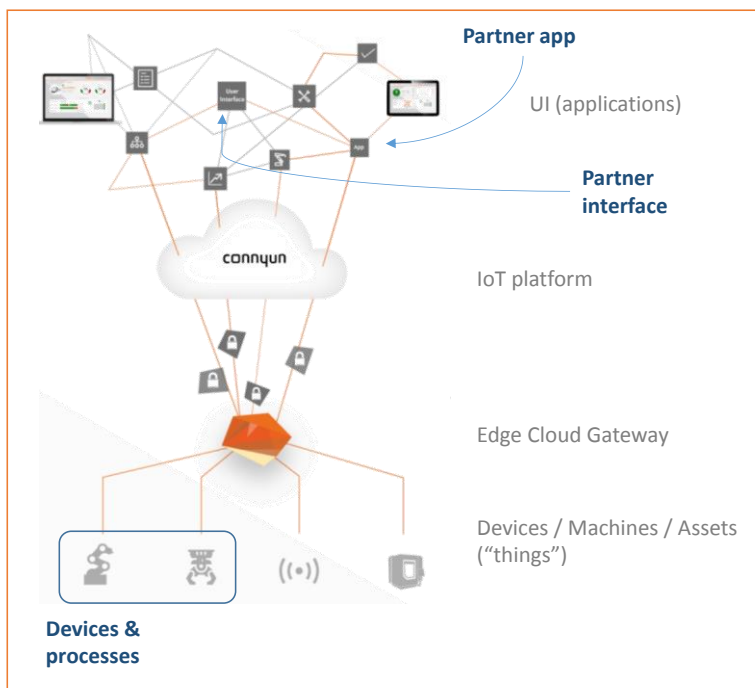 Partner app
User
Interface
UI (applications)
App
Partner
interface
connyun
IoT platform
Edge Cloud Gateway
Devices / Machines / Assets
(“things”)
Devices &
processes